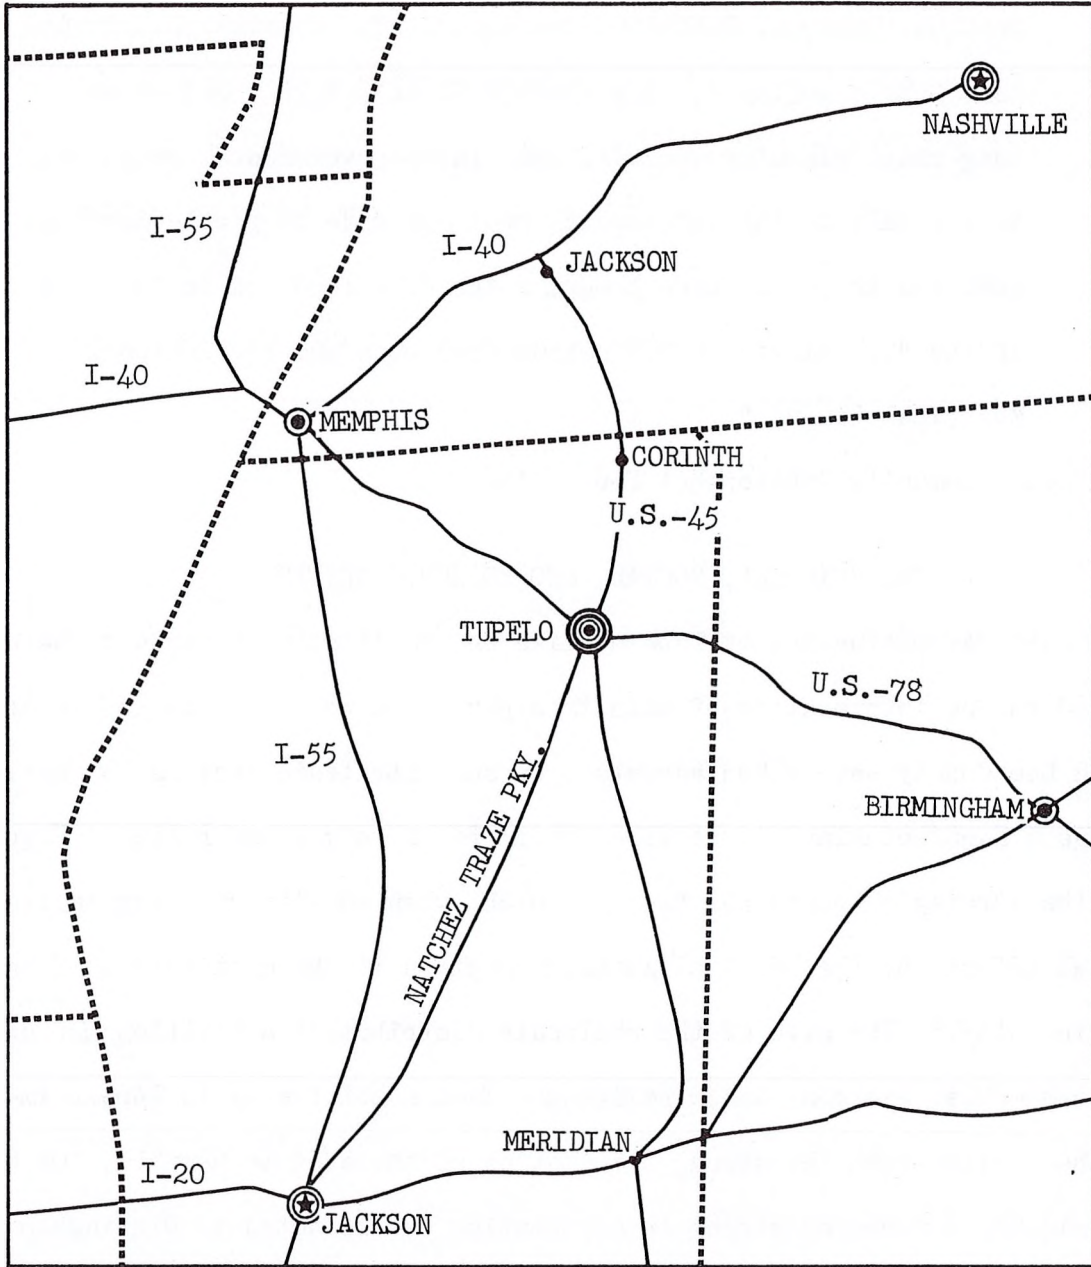 NASHVILLE
I-55
I-40
JACKSON
I-40
MEMPHIS
CORINTH
U.S.-45
TUPELO
U.S.-78
I-55
NATCHEZ TRAZE PKY.
BIRMINGHAM
MERIDIAN
I-20
JACKSON